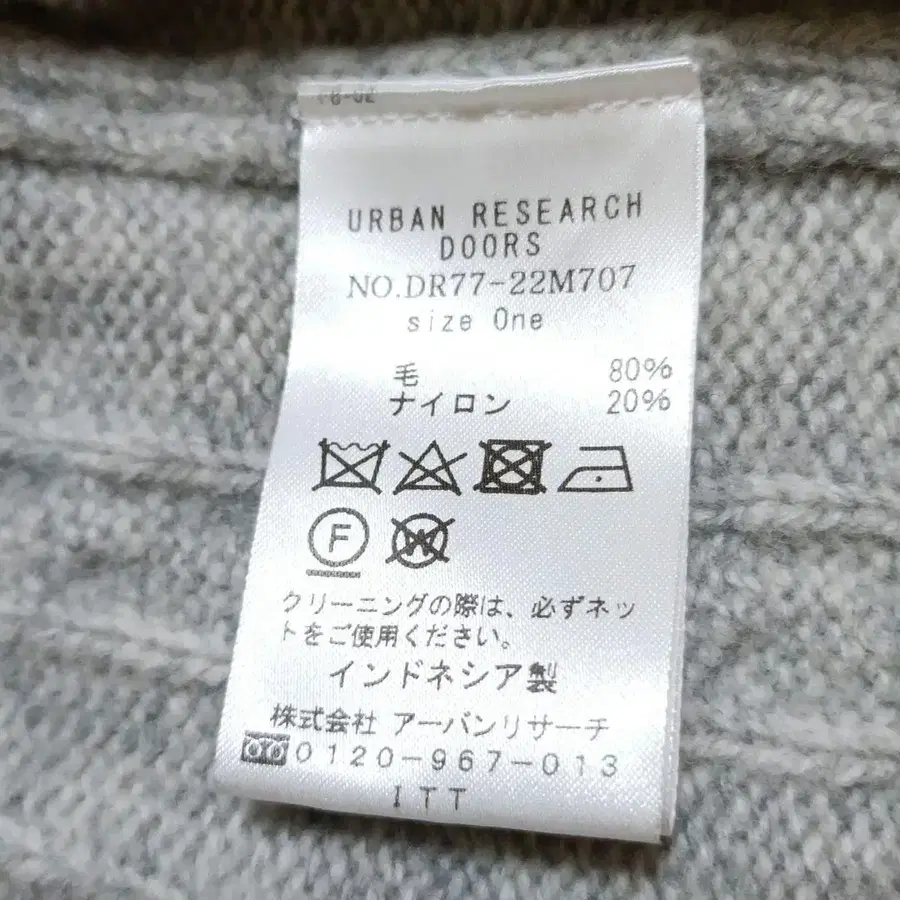 URBAN RESEARCH
DOORS
NO.DR77-22M707
size One
毛 80%
ナイロン 20%
F
W
クリーニングの際は、必ずネッ
トをご使用ください。
インドネシア製
株式会社 アーバンリサーチ
0120-967-013
ITT